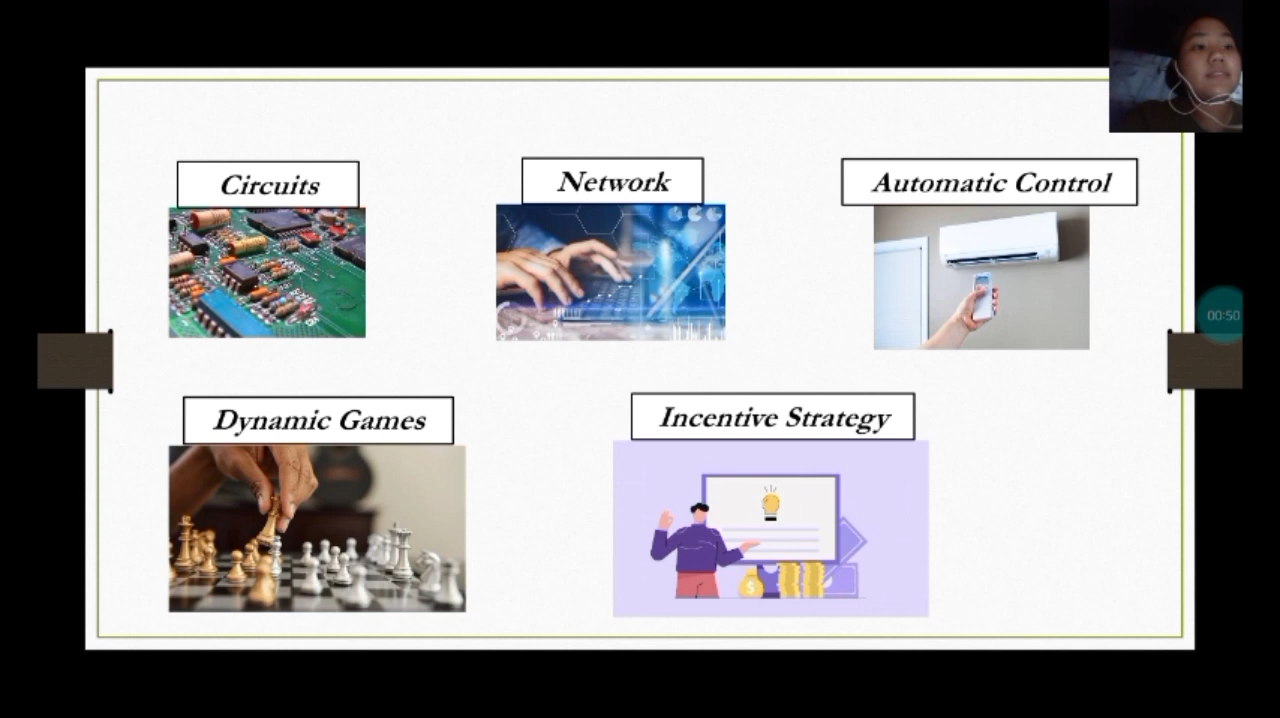 Circuits
Network
Automatic Control
00:50
Dynamic Games
Incentive Strategy
$